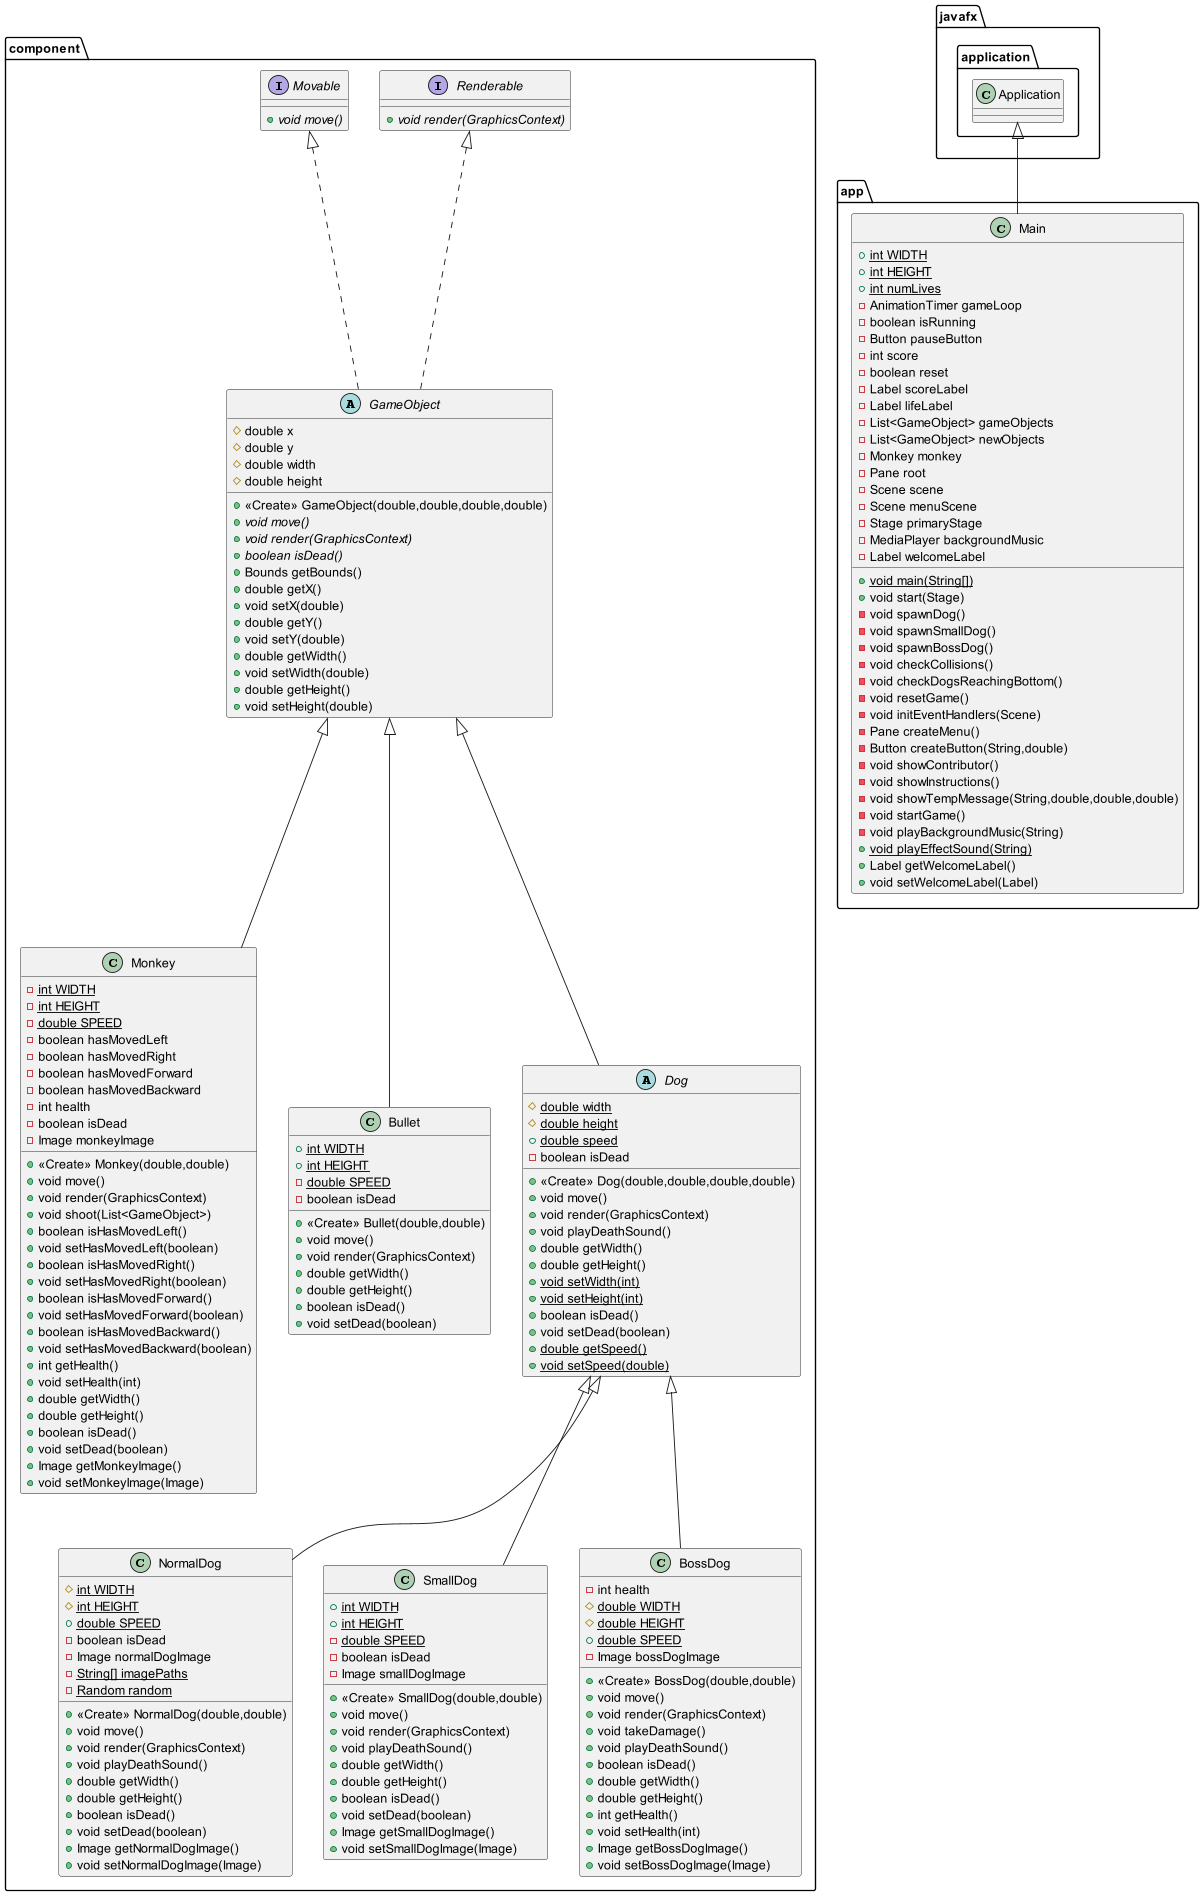 component
I Movable
void move()
I Renderable
void render(GraphicsContext)
javafx
application
C Application
app
C Main
int WIDTH
int HEIGHT
int numLives
AnimationTimer gameLoop
boolean isRunning
Button pauseButton
int score
boolean reset
Label scoreLabel
Label lifeLabel
List<GameObject> gameObjects
List<GameObject> newObjects
Monkey monkey
Pane root
Scene scene
Scene menuScene
Stage primaryStage
MediaPlayer backgroundMusic
Label welcomeLabel
void main(String[])
void start(Stage)
void spawnDog()
void spawnSmallDog()
void spawnBossDog()
void checkCollisions()
void checkDogsReachingBottom()
void resetGame()
void initEventHandlers(Scene)
Pane createMenu()
Button createButton(String,double)
void showContributor()
void showInstructions()
void showTempMessage(String,double,double,double)
void startGame()
void playBackgroundMusic(String)
void playEffectSound(String)
Label getWelcomeLabel()
void setWelcomeLabel(Label)
A GameObject
double x
double y
double width
double height
«Create» GameObject(double,double,double,double)
void move()
void render(GraphicsContext)
boolean isDead()
Bounds getBounds()
double getX()
void setX(double)
double getY()
void setY(double)
double getWidth()
void setWidth(double)
double getHeight()
void setHeight(double)
C Monkey
int WIDTH
int HEIGHT
double SPEED
boolean hasMovedLeft
boolean hasMovedRight
boolean hasMovedForward
boolean hasMovedBackward
int health
boolean isDead
Image monkeyImage
«Create» Monkey(double,double)
void move()
void render(GraphicsContext)
void shoot(List<GameObject>)
boolean isHasMovedLeft()
void setHasMovedLeft(boolean)
boolean isHasMovedRight()
void setHasMovedRight(boolean)
boolean isHasMovedForward()
void setHasMovedForward(boolean)
boolean isHasMovedBackward()
void setHasMovedBackward(boolean)
int getHealth()
void setHealth(int)
double getWidth()
double getHeight()
boolean isDead()
void setDead(boolean)
Image getMonkeyImage()
void setMonkeyImage(Image)
C Bullet
int WIDTH
int HEIGHT
double SPEED
boolean isDead
«Create» Bullet(double,double)
void move()
void render(GraphicsContext)
double getWidth()
double getHeight()
boolean isDead()
void setDead(boolean)
A Dog
double width
double height
double speed
boolean isDead
«Create» Dog(double,double,double,double)
void move()
void render(GraphicsContext)
void playDeathSound()
double getWidth()
double getHeight()
void setWidth(int)
void setHeight(int)
boolean isDead()
void setDead(boolean)
double getSpeed()
void setSpeed(double)
C NormalDog
int WIDTH
int HEIGHT
double SPEED
boolean isDead
Image normalDogImage
String[] imagePaths
Random random
«Create» NormalDog(double,double)
void move()
void render(GraphicsContext)
void playDeathSound()
double getWidth()
double getHeight()
boolean isDead()
void setDead(boolean)
Image getNormalDogImage()
void setNormalDogImage(Image)
C SmallDog
int WIDTH
int HEIGHT
double SPEED
boolean isDead
Image smallDogImage
«Create» SmallDog(double,double)
void move()
void render(GraphicsContext)
void playDeathSound()
double getWidth()
double getHeight()
boolean isDead()
void setDead(boolean)
Image getSmallDogImage()
void setSmallDogImage(Image)
C BossDog
int health
double WIDTH
double HEIGHT
double SPEED
Image bossDogImage
«Create» BossDog(double,double)
void move()
void render(GraphicsContext)
void takeDamage()
void playDeathSound()
boolean isDead()
double getWidth()
double getHeight()
int getHealth()
void setHealth(int)
Image getBossDogImage()
void setBossDogImage(Image)